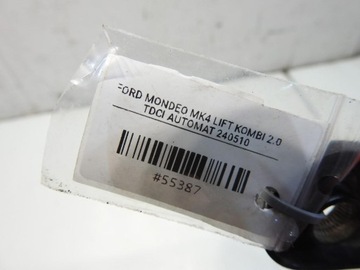 FORD MONDEO MK4 LIFT KOMBI 2.0
TDCI AUTOMAT 240510
#55387